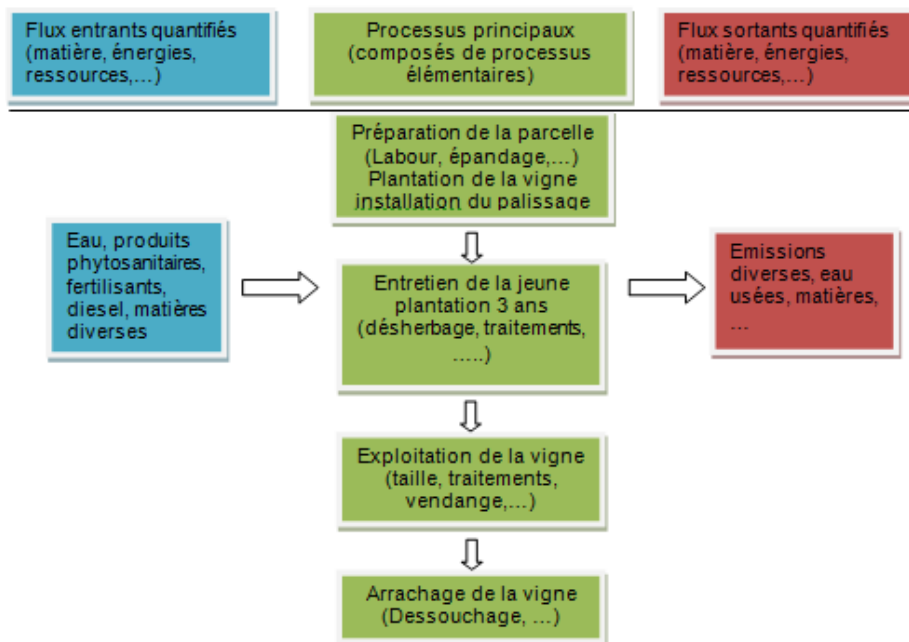 Flux entrants quantifiés
(matière, énergies,
ressources,…)
Processus principaux
(composés de processus
élémentaires)
Flux sortants quantifiés
(matière, énergies,
ressources,…)
Préparation de la parcelle
(Labour, épandage,…)
Plantation de la vigne
installation du palissage
Eau, produits
phytosanitaires,
fertilisants,
diesel, matières
diverses
Entretien de la jeune
plantation 3 ans
(désherbage, traitements,
…..)
Emissions
diverses, eau
usées, matières,
…
Exploitation de la vigne
(taille, traitements,
vendange,…)
Arrachage de la vigne
(Dessouchage, …)